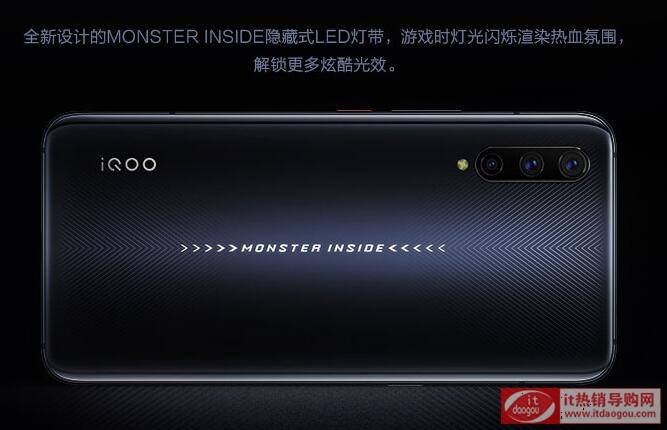 全新设计的MONSTER INSIDE隐藏式LED灯带，游戏时灯光闪烁渲染热血氛围，
解锁更多炫酷光效。
iQOO
>>>>>MONSTER INSIDE<<<<<
it
daogou
it热销导购网
www.itdaogou.com